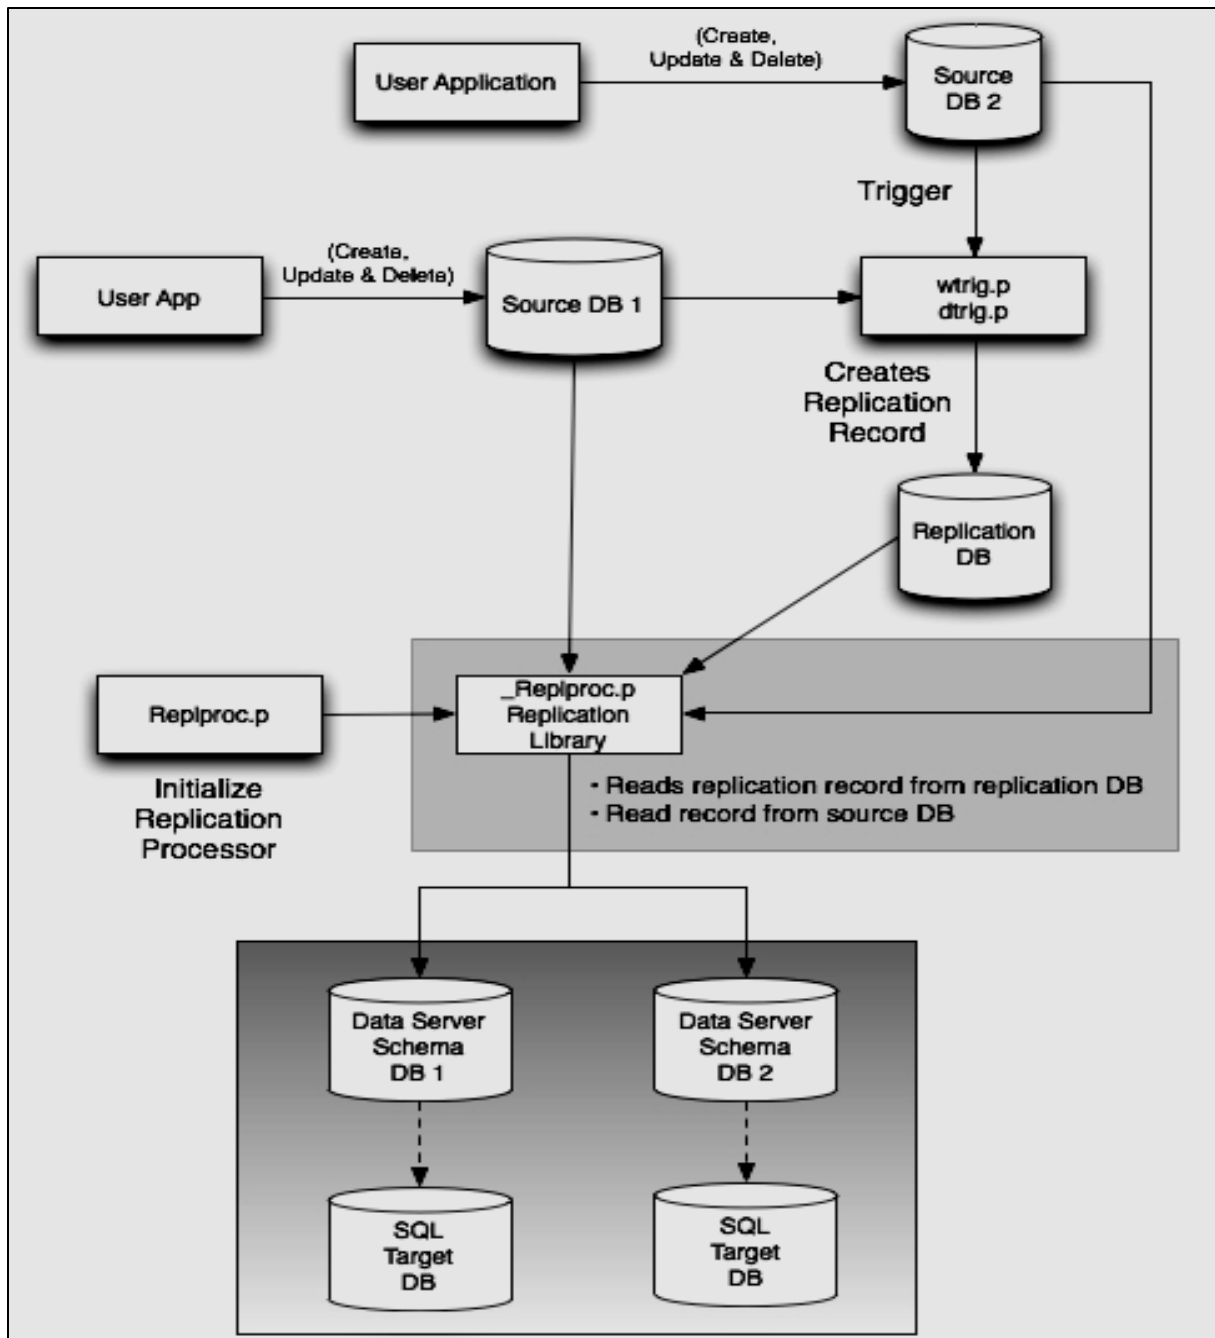 (Create,
Update & Delete)
User Application
Source
DB 2
Trigger
(Create,
Update & Delete)
User App
Source DB 1
wtrig.p
dtrig.p
Creates
Replication
Record
Replication
DB
Replproc.p
_Replproc.p
Replication
Library
Initialize
Replication
Processor
• Reads replication record from replication DB
• Read record from source DB
Data Server
Schema
DB 1
Data Server
Schema
DB 2
SQL
Target
DB
SQL
Target
DB